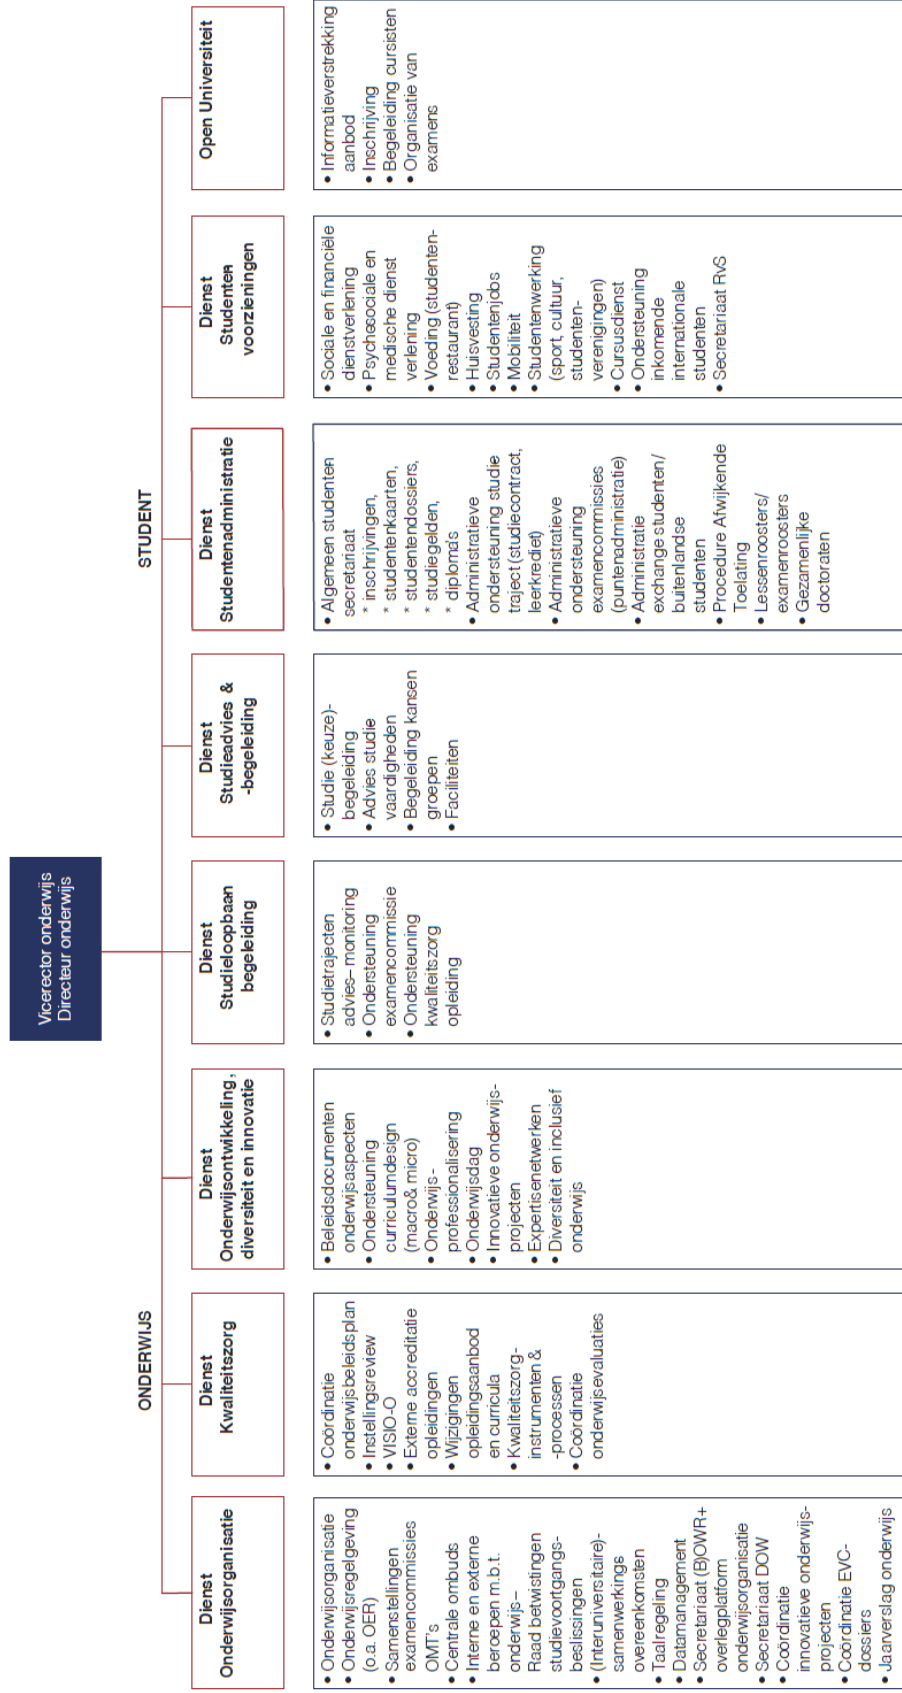 Vicerector onderwijs
Directeur onderwijs
ONDERWIJS
STUDENT
Dienst
Onderwijsorganisatie
• Onderwijsorganisatie
• Onderwijsregelgeving
(o.a. OER)
• Samenstellingen
examencommissies
OMT's
• Centrale ombuds
• Interne en externe
beroepen m.b.t.
onderwijs–
Raad betwistingen
studievoortgangs-
beslissingen
• (Interuniversitaire)-
samenwerkings
overeenkomsten
• Taalregeling
• Datamanagement
• Secretariaat (B)OWR+
overlegplatform
onderwijsorganisatie
• Secretariaat DOW
• Coördinatie
innovatieve onderwijs-
projecten
• Coördinatie EVC-
dossiers
• Jaarverslag onderwijs
Dienst
Kwaliteitszorg
• Coördinatie
onderwijsbeleidsplan
• Instellingsreview
• VISIO-O
• Externe accreditatie
opleidingen
• Wijzigingen
opleidingsaanbod
en curricula
• Kwaliteitszorg-
instrumenten &
-processen
• Coördinatie
onderwijsevaluaties
Dienst
Onderwijsontwikkeling,
diversiteit en innovatie
• Beleidsdocumenten
onderwijsaspecten
• Ondersteuning
curriculumdesign
(macro& micro)
• Onderwijs-
professionalisering
• Onderwijsdag
• Innovatieve onderwijs-
projecten
• Expertisenetwerken
• Diversiteit en inclusief
onderwijs
Dienst
Studieloopbaan
begeleiding
• Studietrajecten
advies–monitoring
• Ondersteuning
examencommissie
• Ondersteuning
kwaliteitszorg
opleiding
Dienst
Studieadvies &
-begeleiding
• Studie (keuze)-
begeleiding
• Advies studie
vaardigheden
• Begeleiding kansen
groepen
• Faciliteiten
Dienst
Studentenadministratie
• Algemeen studenten
secretariaat
* inschrijvingen,
* studentenkaarten,
* studentendossiers,
* studiegelden,
* diploma's
• Administratieve
ondersteuning studie
traject (studiecontract,
leerkrediet)
• Administratieve
ondersteuning
examencommissies
(puntenadministratie)
• Administratie
exchange studenten/
buitenlandse
studenten
• Procedure Afwijkende
Toelating
• Lessenroosters/
examenroosters
• Gezamenlijke
doctoraten
Dienst
Studenten
voorzieningen
• Sociale en financiële
dienstverlening
• Psychosociale en
medische dienst
verlening
• Voeding (studenten-
restaurant)
• Huisvesting
• Studentenjobs
• Mobiliteit
• Studentenwerking
(sport, cultuur,
studenten-
verenigingen)
• Cursusdienst
• Ondersteuning
inkomende
internationale
studenten
• Secretariaat RvS
Open Universiteit
• Informatieverstrekking
aanbod
• Inschrijving
• Begeleiding cursisten
• Organisatie van
examens